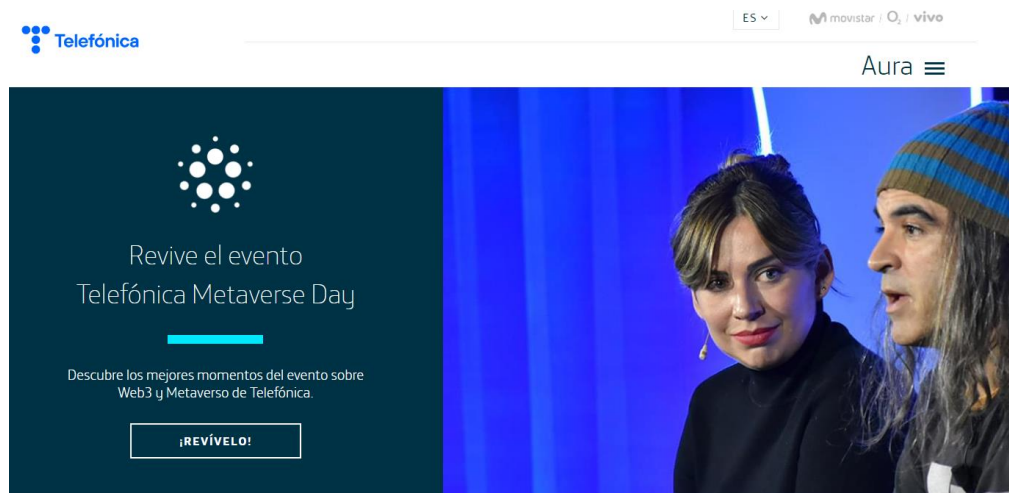 ES
movistar / O₂ / vivo
Telefónica
Aura
Revive el evento
Telefónica Metaverse Day
Descubre los mejores momentos del evento sobre
Web3 y Metaverso de Telefónica.
¡REVÍVELO!